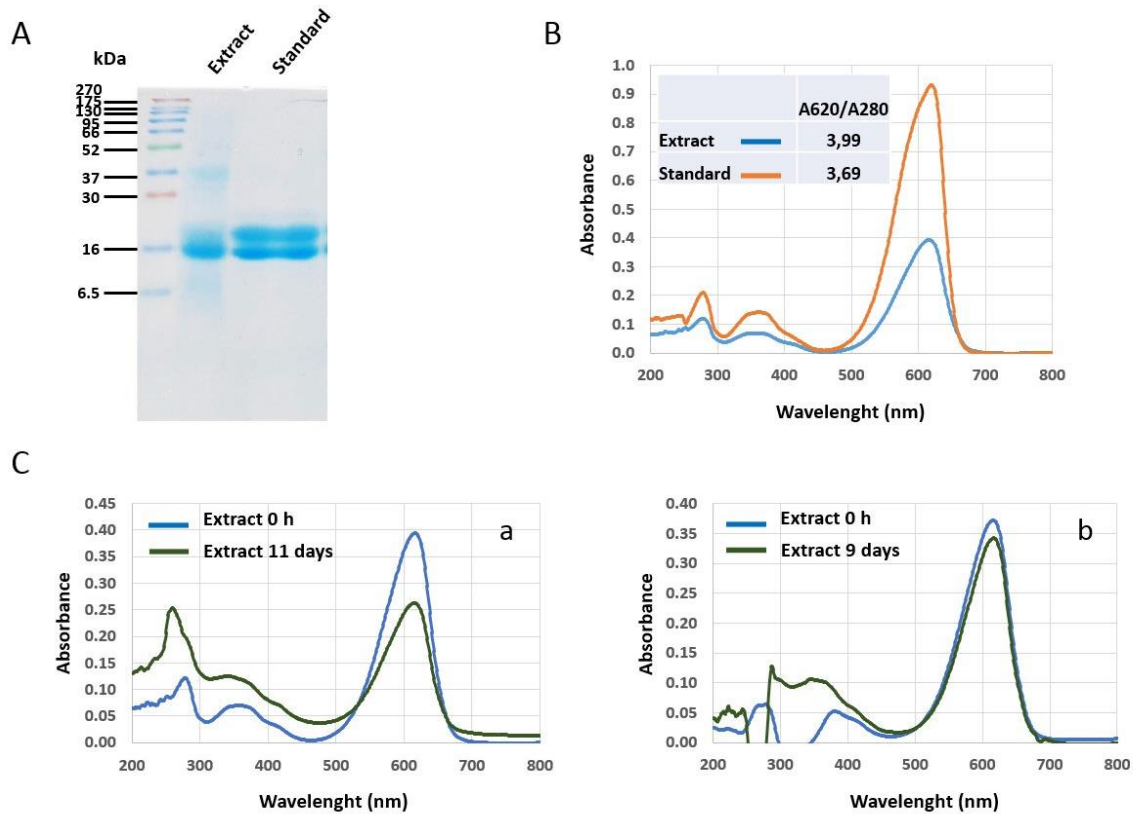 A
kDa
Extract
Standard
270
175
130
95
66
52
37
30
16
6.5
B
Absorbance
1.0
0.9
0.8
0.7
0.6
0.5
0.4
0.3
0.2
0.1
0.0
A620/A280
Extract 3,99
Standard 3,69
200 300 400 500 600 700 800
Wavelenght (nm)
C
Absorbance
0.45
0.40
0.35
0.30
0.25
0.20
0.15
0.10
0.05
0.00
Extract 0 h
Extract 11 days
a
200 300 400 500 600 700 800
Wavelenght (nm)
Absorbance
0.40
0.35
0.30
0.25
0.20
0.15
0.10
0.05
0.00
Extract 0 h
Extract 9 days
b
200 300 400 500 600 700 800
Wavelenght (nm)